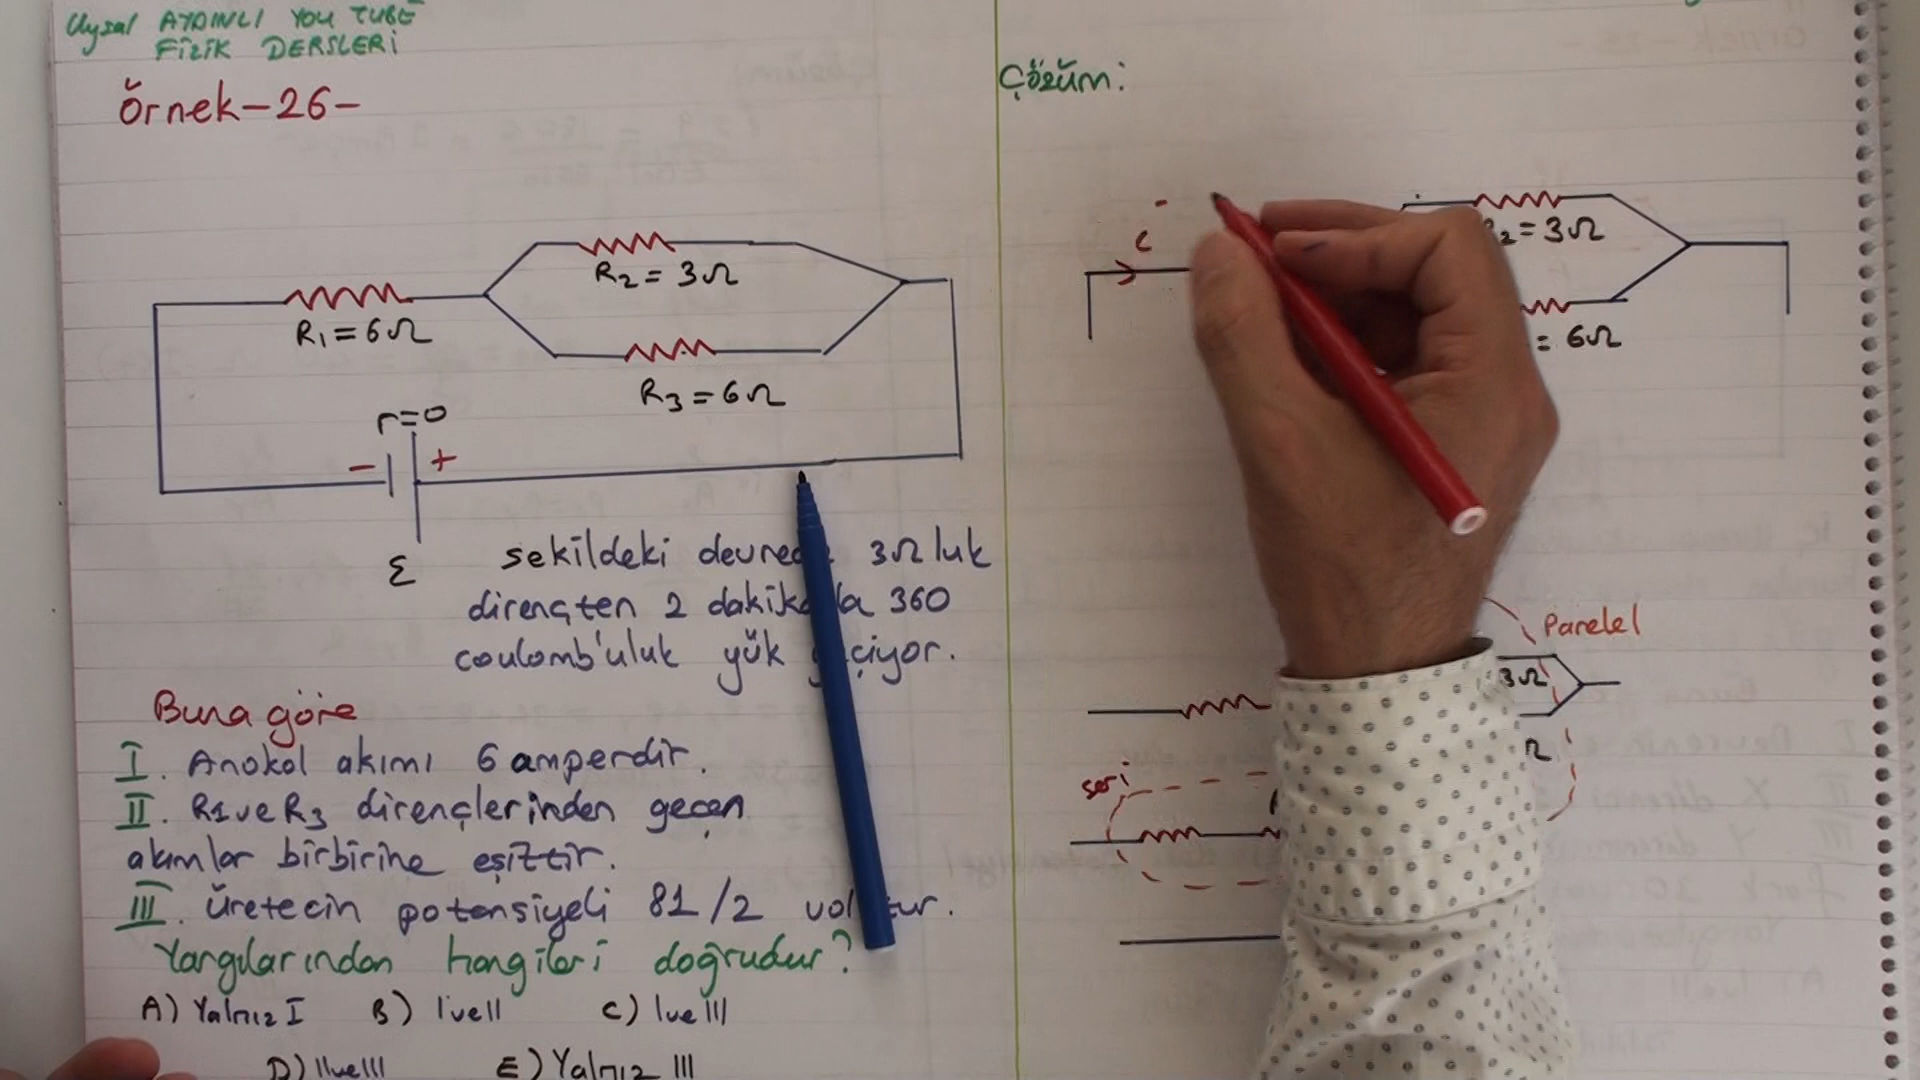 Uysal AYDINLI YOU TUBE
FİZİK DERSLERİ
Örnek-26-
R2 = 3Ω
R1 = 6Ω
R3 = 6Ω
r=0
- +
ε
şekildeki devrede 3Ω luk
dirençten 2 dakikada 360
coulomb'uluk yük geçiyor.
Buna göre
I. Anakol akımı 6 amperdir.
II. R1 ve R3 dirençlerinden geçen
akımlar birbirine eşittir.
III. Üretecin potansiyeli 81/2 volttur.
Yargılarından hangileri doğrudur?
A) Yalnız I B) I ve II C) I ve III
D) II ve III E) Yalnız III
Çözüm:
i
2 = 3Ω
= 6Ω
Parelel
3Ω
Ω
seri